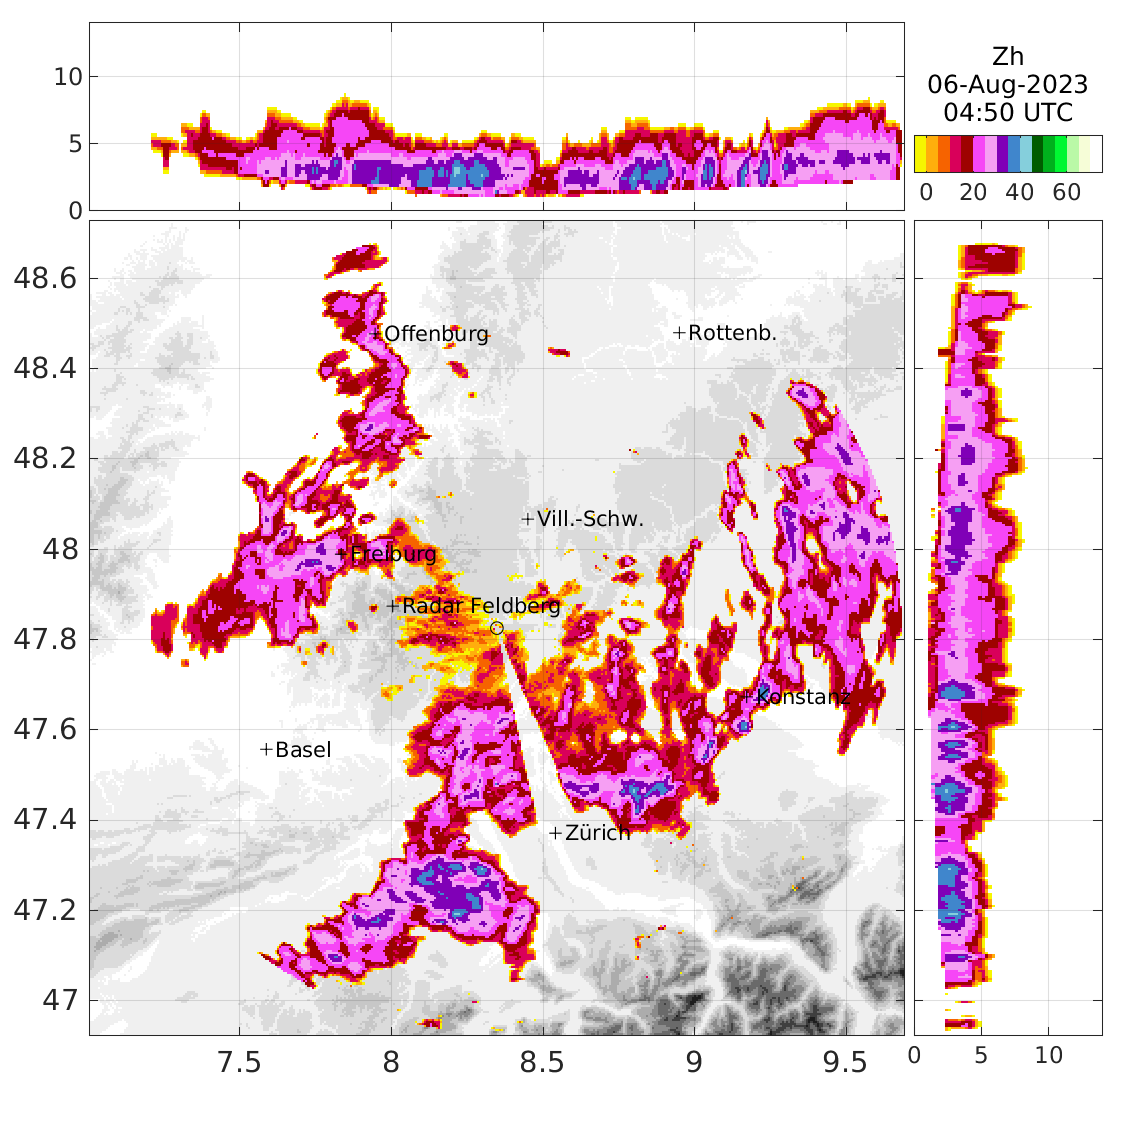 10
5
0
Zh
06-Aug-2023
04:50 UTC
0 20 40 60
48.6
48.4
48.2
48
47.8
47.6
47.4
47.2
47
+Offenburg
+Rottenb.
+Vill.-Schw.
+Freiburg
+Radar Feldberg
+Konstanz
+Basel
+Zürich
7.5 8 8.5 9 9.5
0 5 10